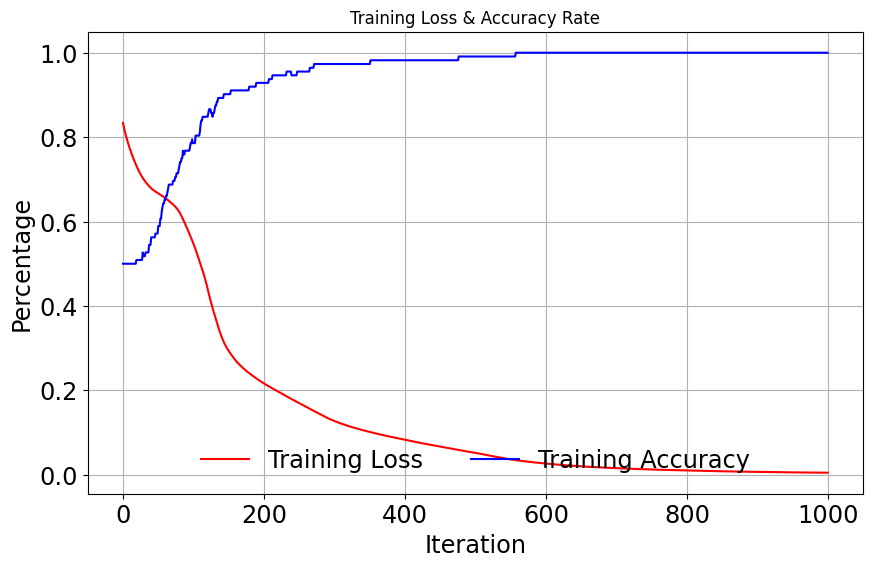 Training Loss & Accuracy Rate
1.0
0.8
0.6
0.4
0.2
0.0
Percentage
Training Loss
Training Accuracy
0 200 400 600 800 1000
Iteration